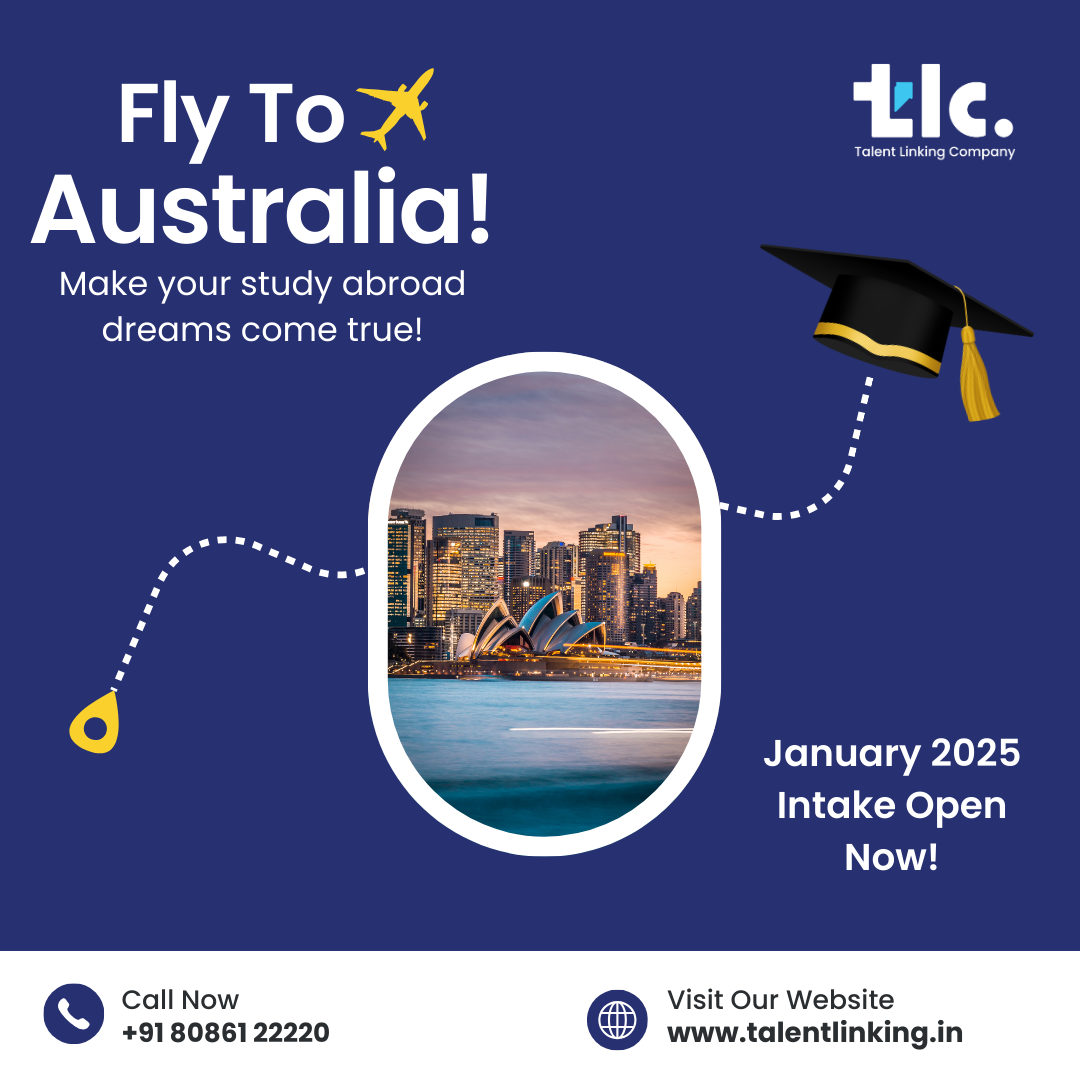 Fly To
Australia!
Make your study abroad
dreams come true!
tlc.
Talent Linking Company
January 2025
Intake Open
Now!
Call Now
+91 80861 22220
Visit Our Website
www.talentlinking.in